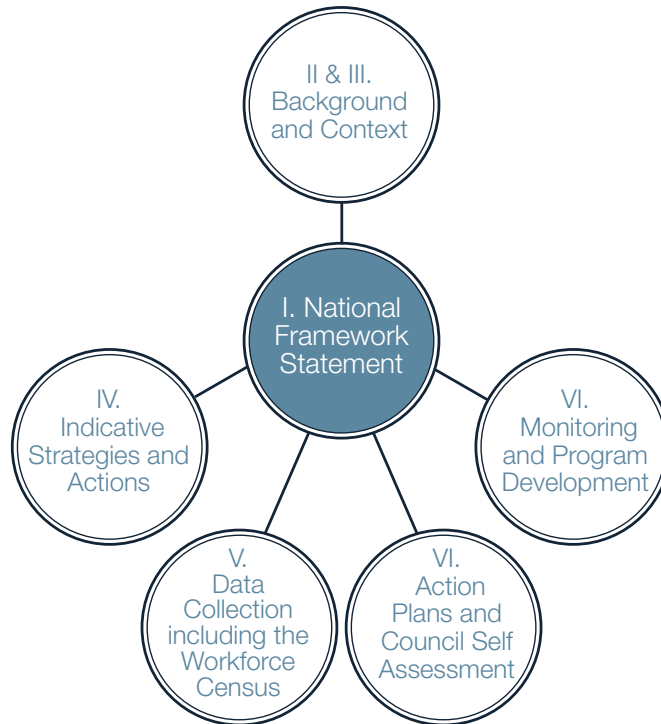 II & III.
Background
and Context
I. National
Framework
Statement
IV.
Indicative
Strategies and
Actions
VI.
Monitoring
and Program
Development
V.
Data
Collection
including the
Workforce
Census
VI.
Action
Plans and
Council Self
Assessment